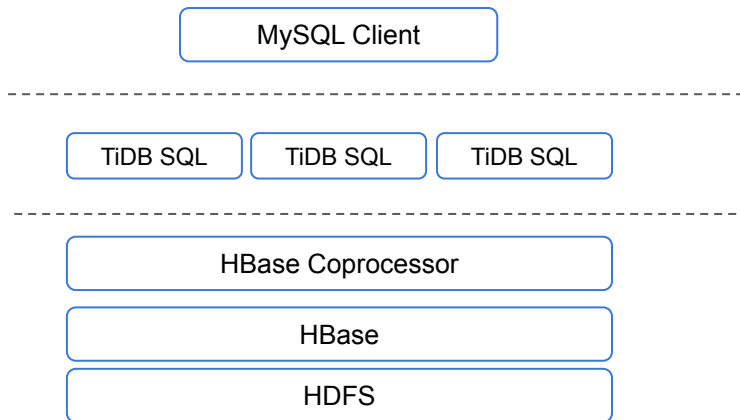 MySQL Client
TiDB SQL TiDB SQL TiDB SQL
HBase Coprocessor
HBase
HDFS